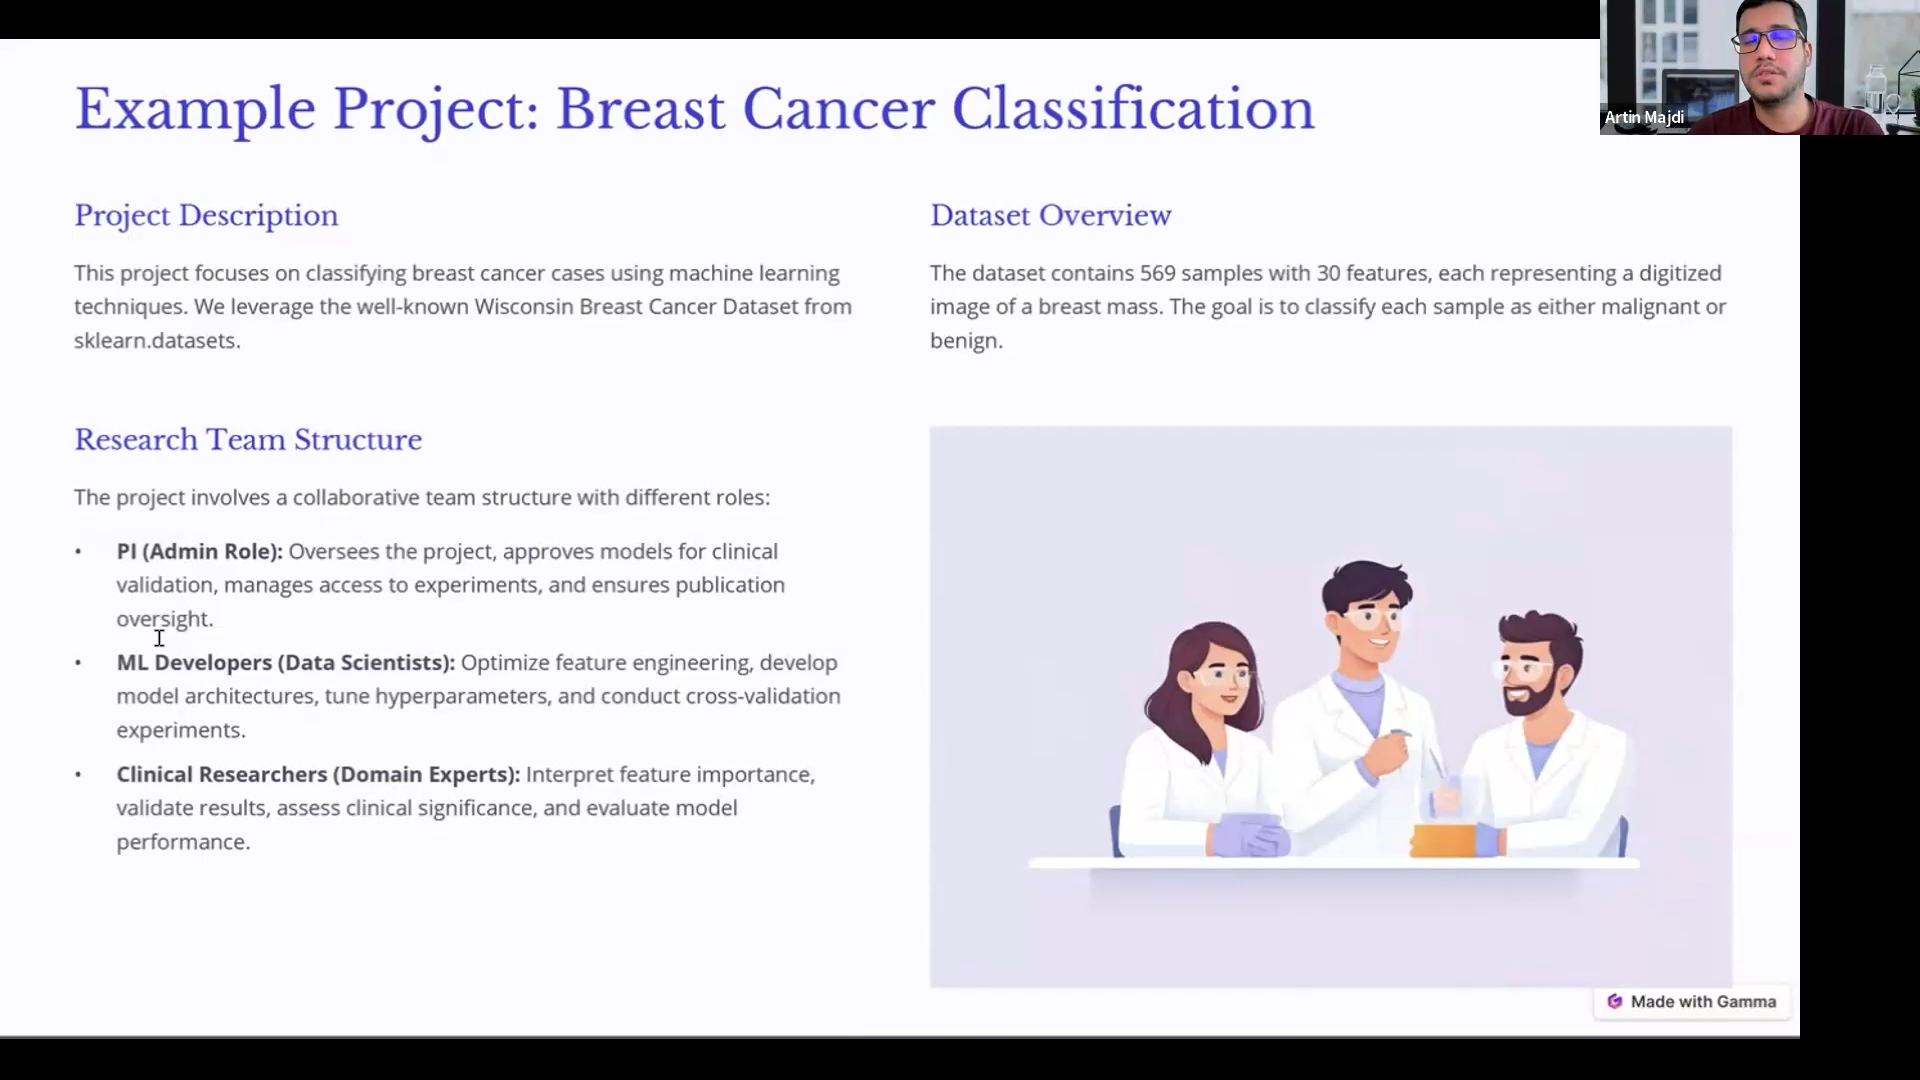 Example Project: Breast Cancer Classification
Artin Majdi
Project Description
This project focuses on classifying breast cancer cases using machine learning
techniques. We leverage the well-known Wisconsin Breast Cancer Dataset from
sklearn.datasets.
Dataset Overview
The dataset contains 569 samples with 30 features, each representing a digitized
image of a breast mass. The goal is to classify each sample as either malignant or
benign.
Research Team Structure
The project involves a collaborative team structure with different roles:
• PI (Admin Role): Oversees the project, approves models for clinical
validation, manages access to experiments, and ensures publication
oversight.
• ML Developers (Data Scientists): Optimize feature engineering, develop
model architectures, tune hyperparameters, and conduct cross-validation
experiments.
• Clinical Researchers (Domain Experts): Interpret feature importance,
validate results, assess clinical significance, and evaluate model
performance.
Made with Gamma